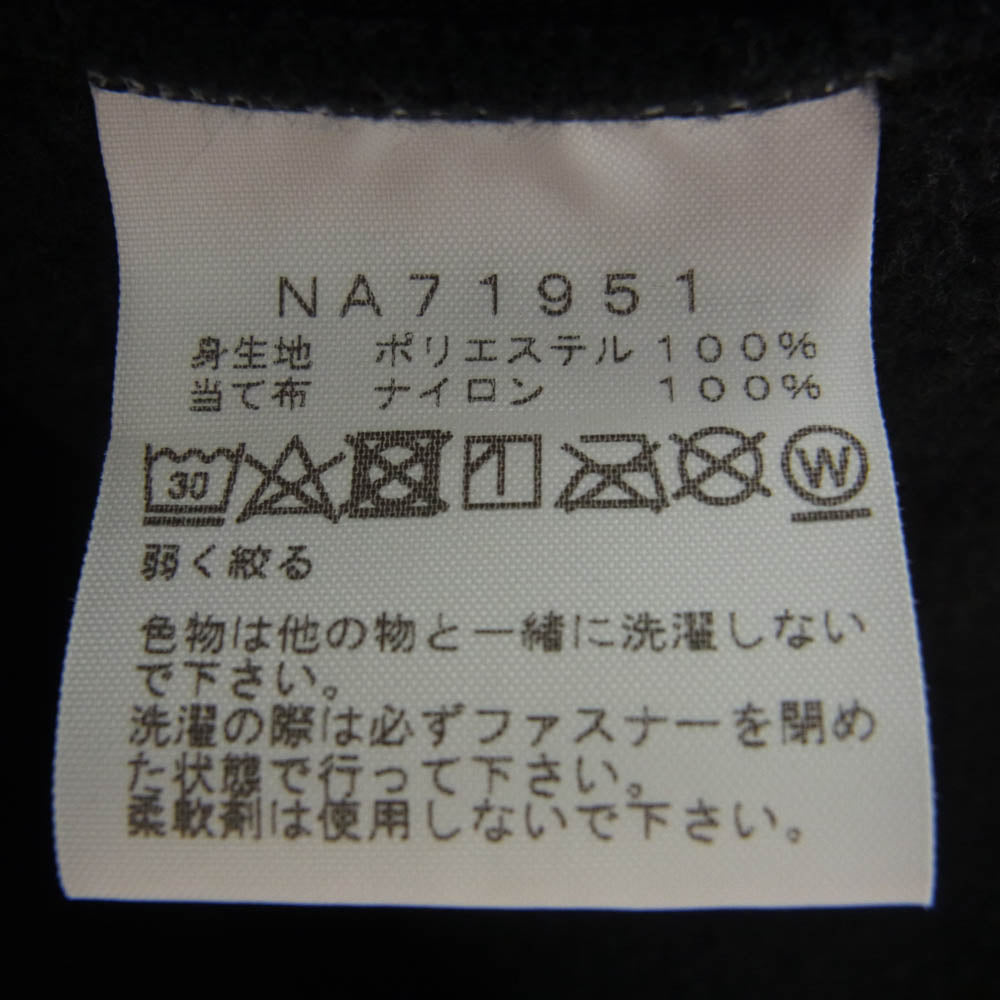 NA71951
身生地 ポリエステル 100%
当て布 ナイロン 100%
30 W
弱く絞る
色物は他の物と一緒に洗濯しない
で下さい。
洗濯の際は必ずファスナーを閉め
た状態で行って下さい。
柔軟剤は使用しないで下さい。